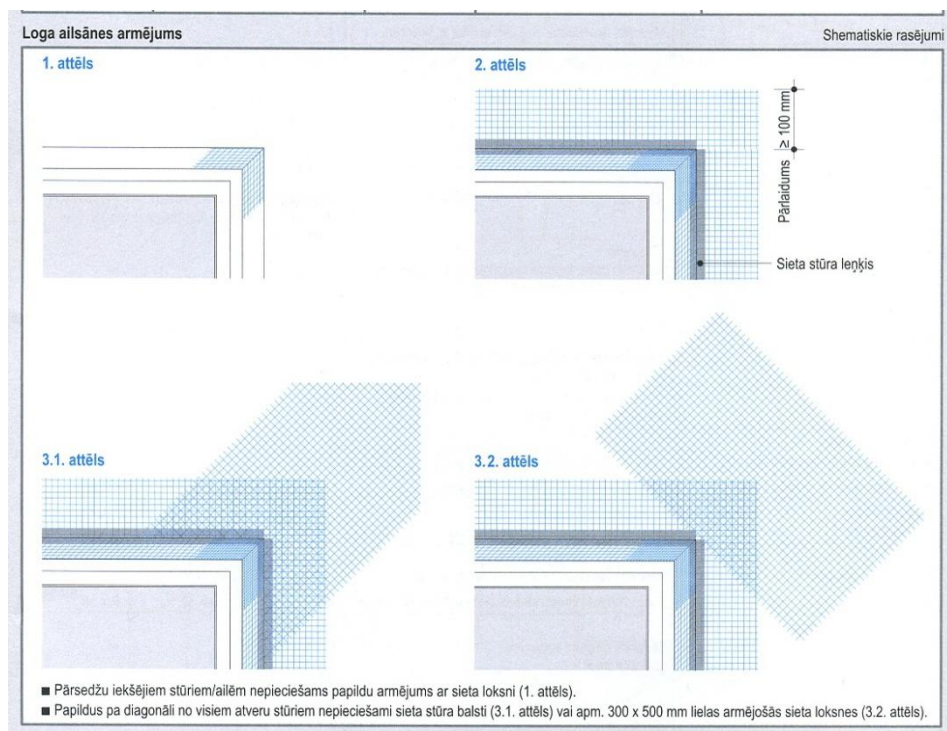 Loga ailsānes armējums
Shematiskie rasējumi
1. attēls
2. attēls
Pārlaidums ≥ 100 mm
Sieta stūra leņķis
3.1. attēls
3.2. attēls
■ Pārsedžu iekšējiem stūriem/ailēm nepieciešams papildu armējums ar sieta loksni (1. attēls).
■ Papildus pa diagonāli no visiem atveru stūriem nepieciešami sieta stūra balsti (3.1. attēls) vai apm. 300 x 500 mm lielas armējošās sieta loksnes (3.2. attēls).